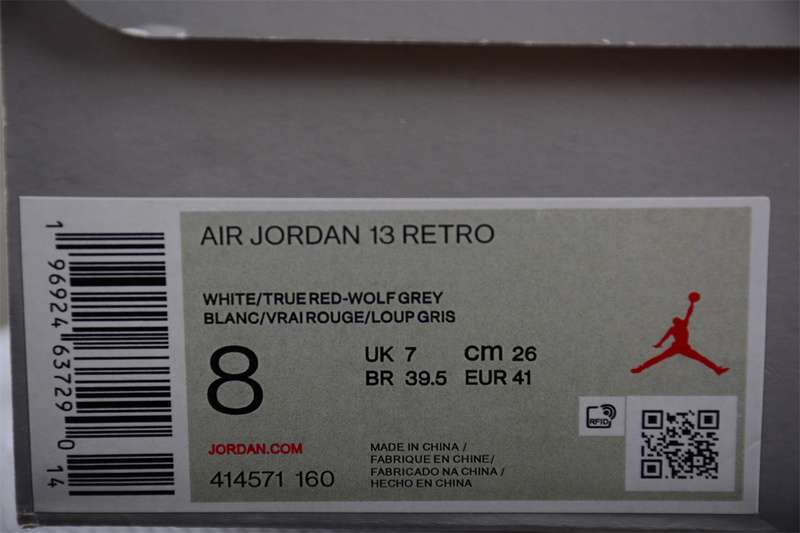 AIR JORDAN 13 RETRO
WHITE/TRUE RED-WOLF GREY
BLANC/VRAI ROUGE/LOUP GRIS
8
UK 7 cm 26
BR 39.5 EUR 41
JORDAN.COM
414571 160
MADE IN CHINA /
FABRIQUE EN CHINE/
FABRICADO NA CHINA /
HECHO EN CHINA
RFID
1 96924 63729 0 14